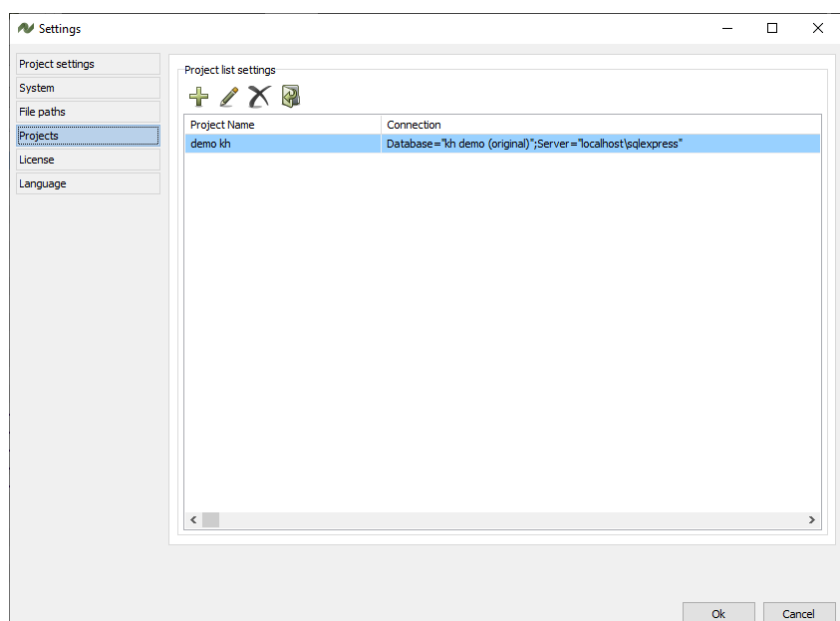 Settings
Project settings
System
File paths
Projects
License
Language
Project list settings
Project Name Connection
demo kh Database="kh demo (original)";Server="localhost\sqlexpress"
Ok Cancel